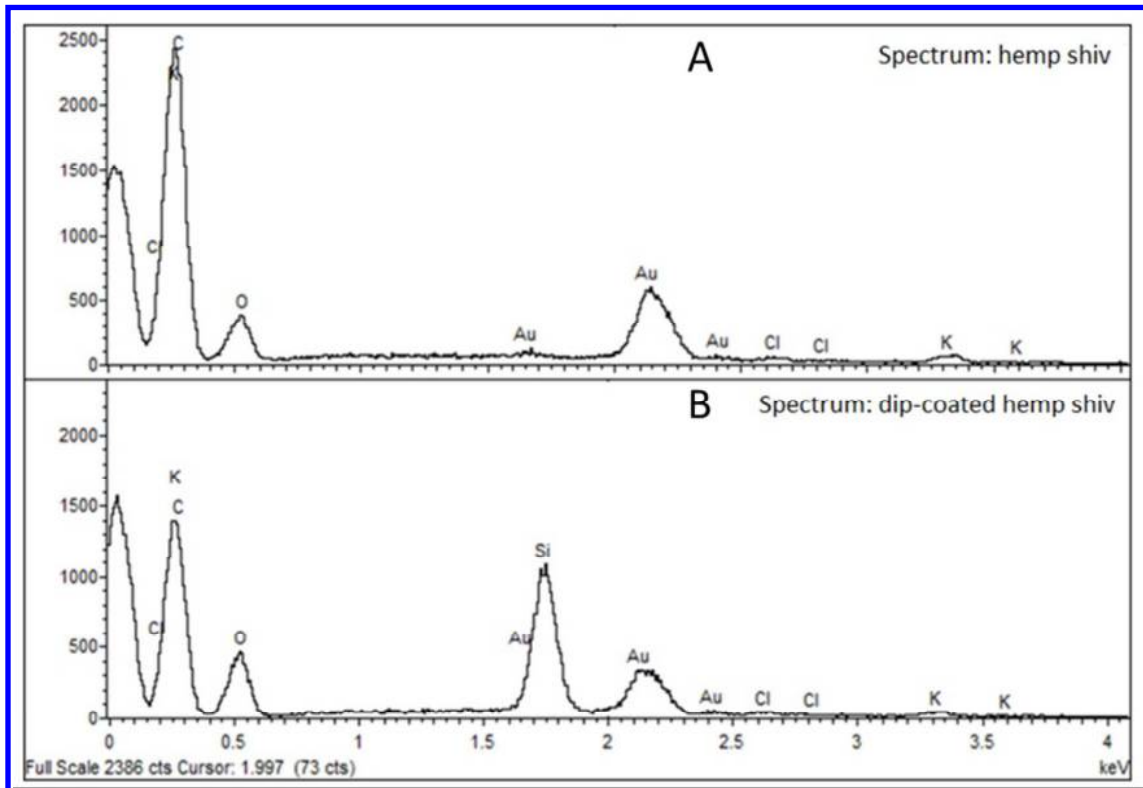 A
Spectrum: hemp shiv
2500
2000
1500
1000
500
0
C
Cl
O
Au
Au
Au
Cl
Cl
K
K
B
Spectrum: dip-coated hemp shiv
2000
1500
1000
500
0
K
C
Cl
O
Au
Si
Au
Au
Cl
Cl
K
K
0 0.5 1 1.5 2 2.5 3 3.5 4
Full Scale 2386 cts Cursor: 1.997 (73 cts) keV